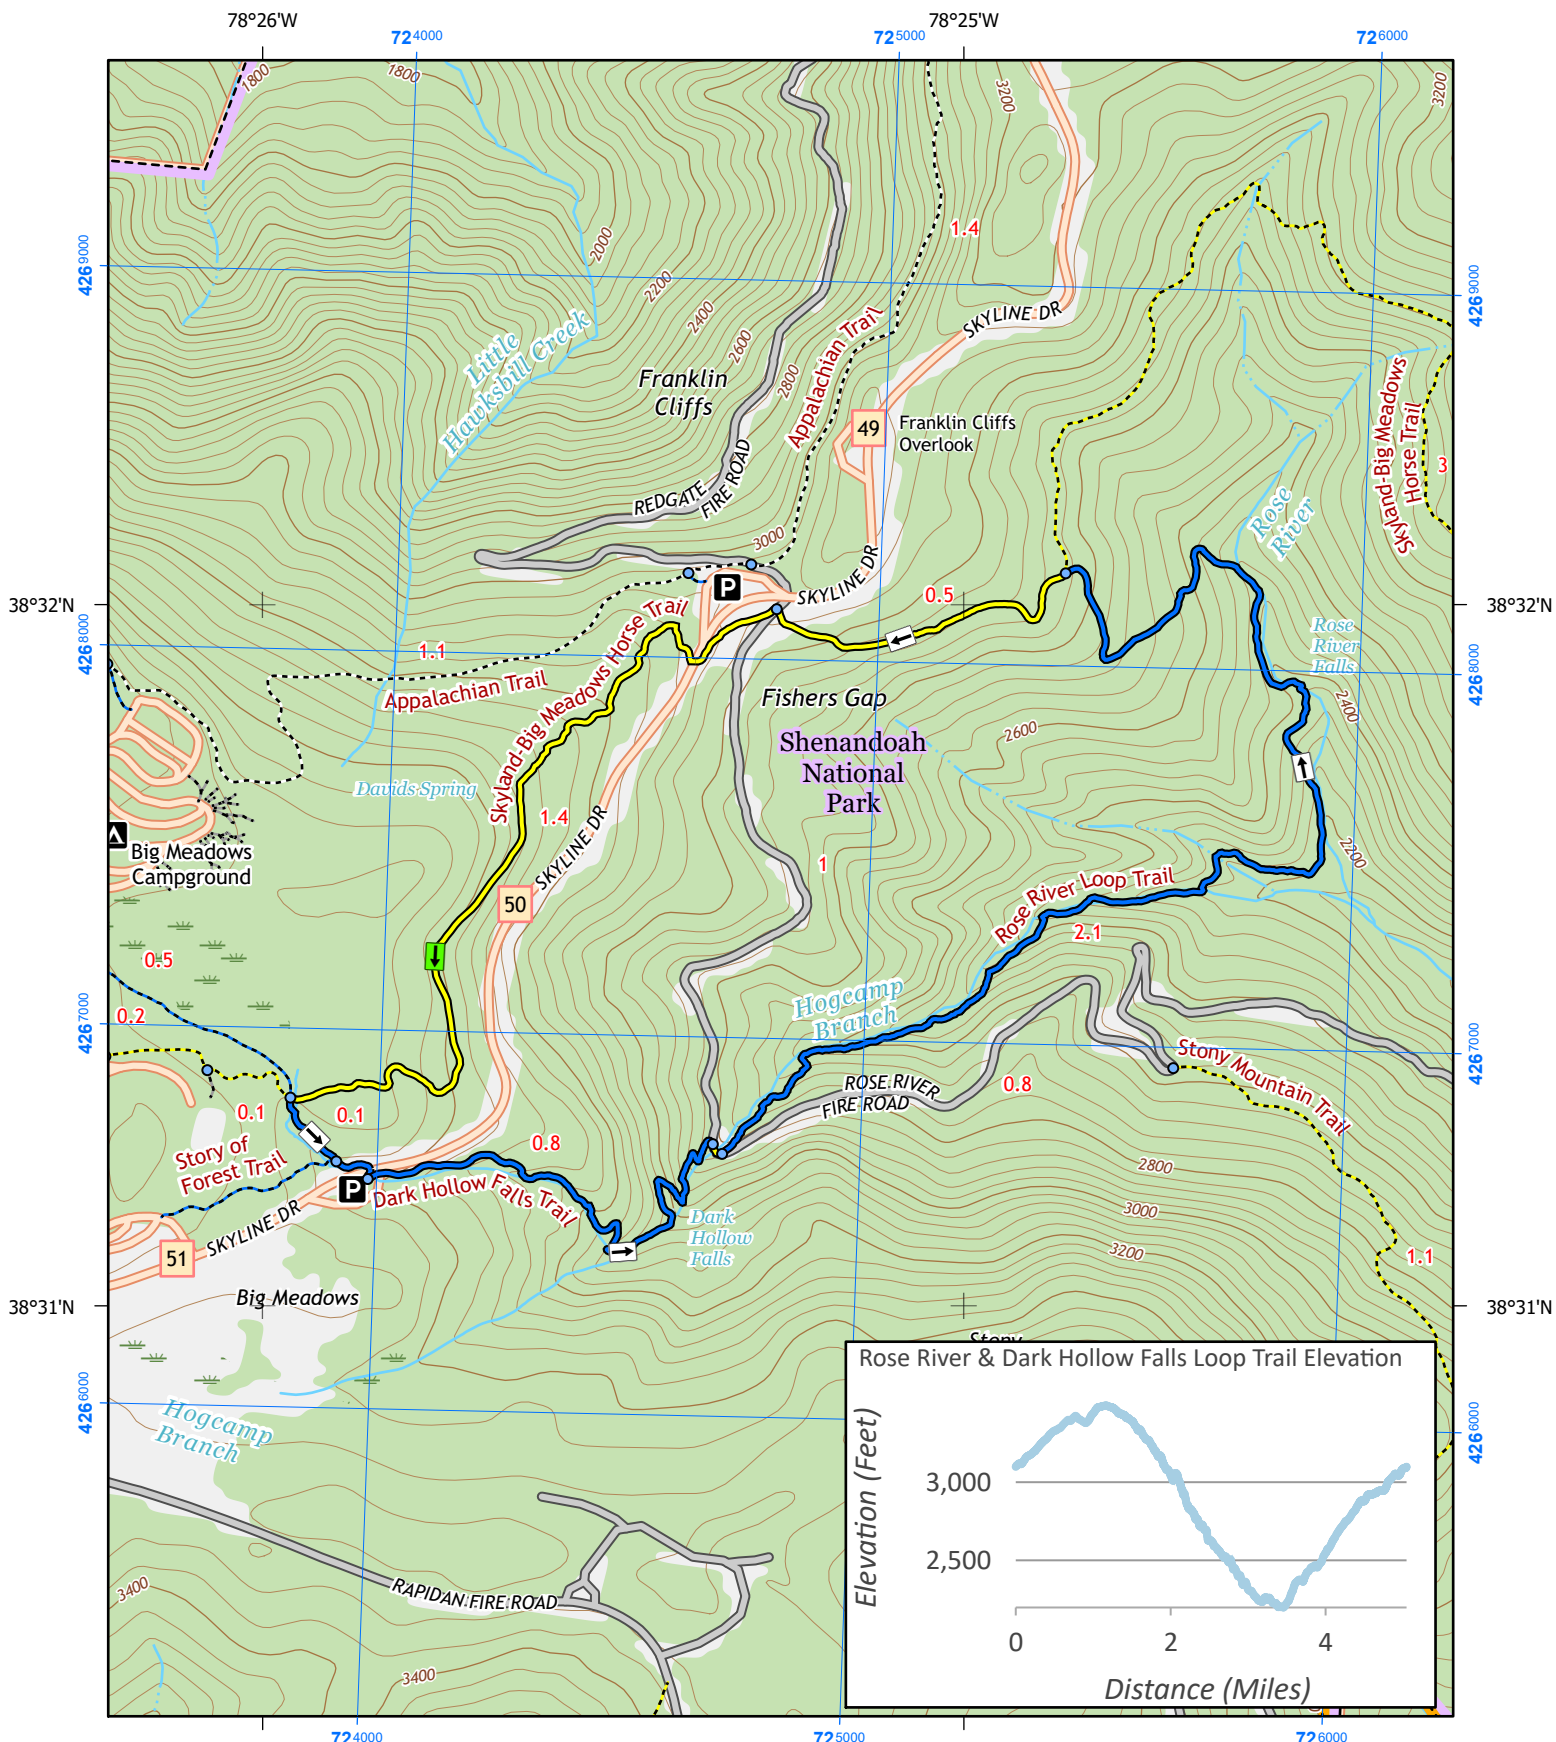 78°26'W
78°25'W
724000
725000
726000
1800
1800
3200
3200
1.4
4269000
4269000
2000
2200
2400
2600
2800
Little
Hawksbill Creek
Appalachian Trail
SKYLINE DR
Franklin
Cliffs
49
Franklin Cliffs
Overlook
Skyland-Big Meadows
Horse Trail
3
REDGATE
FIRE ROAD
Rose
River
3000
SKYLINE DR
P
38°32'N
38°32'N
0.5
Rose
River
Falls
4268000
4268000
1.1
Appalachian Trail
Skyland-Big Meadows Horse Trail
Fishers Gap
2400
2600
Shenandoah
National
Park
Davids Spring
1.4
SKYLINE DR
Big Meadows
Campground
1
2200
50
Rose River Loop Trail
2.1
0.5
0.2
Hogcamp
Branch
4267000
4267000
Stony Mountain Trail
ROSE RIVER
FIRE ROAD
0.8
0.1
0.1
0.8
Story of
Forest Trail
P
Dark Hollow Falls Trail
2800
3000
3200
Dark
Hollow
Falls
SKYLINE DR
51
1.1
38°31'N
38°31'N
Big Meadows
Stony
4266000
4266000
Hogcamp
Branch
Rose River & Dark Hollow Falls Loop Trail Elevation
Elevation (Feet)
3,000
2,500
0
2
4
Distance (Miles)
RAPIDAN FIRE ROAD
3400
3400
724000
725000
726000